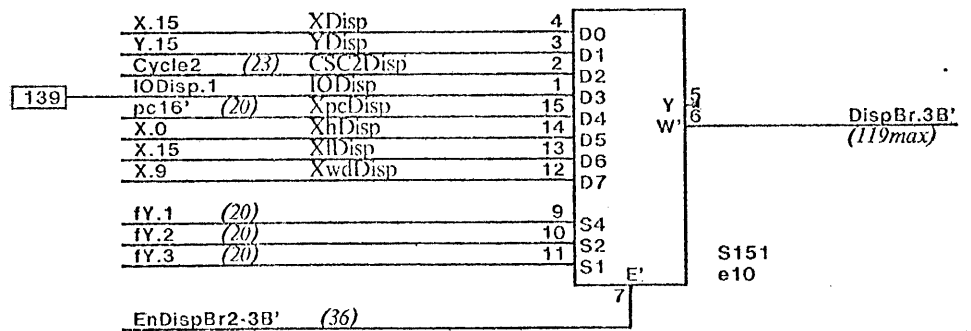 X.15 XDisp 4 D0
Y.15 YDisp 3 D1
Cycle2 (23) CSC2Disp 2 D2
IODisp.1 IODisp 1 D3
139
pc16' (20) XpcDisp 15 D4
X.0 XhDisp 14 D5
X.15 XlDisp 13 D6
X.9 XwdDisp 12 D7
Y 5
W' 6 DispBr.3B'
(119max)
fY.1 (20) 9 S4
fY.2 (20) 10 S2
fY.3 (20) 11 S1
S151
e10
E'
7
EnDispBr2-3B' (36)